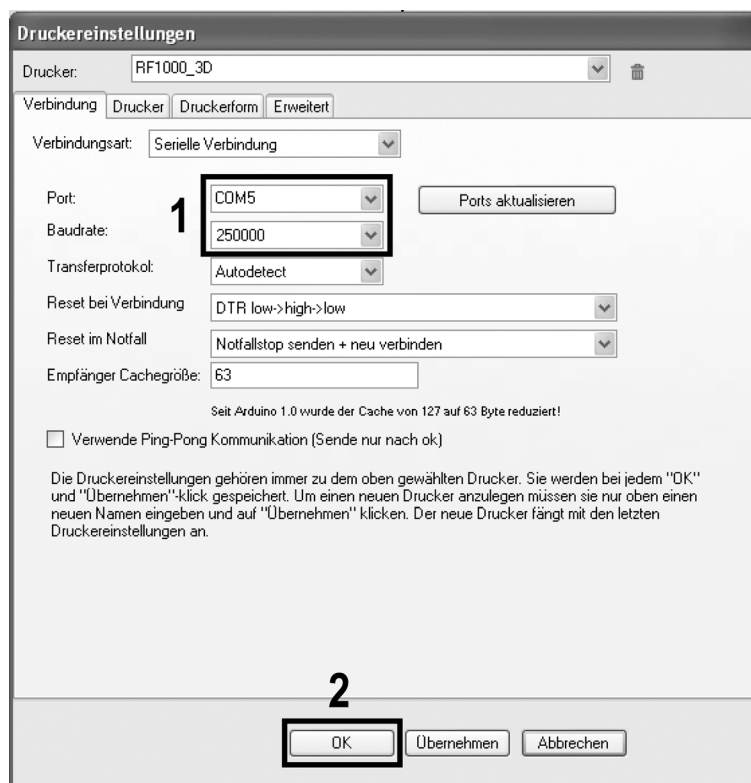 Druckereinstellungen
Drucker: RF1000_3D
Verbindung Drucker Druckerform Erweitert
Verbindungsart: Serielle Verbindung
1
Port: COM5 Ports aktualisieren
Baudrate: 250000
Transferprotokol: Autodetect
Reset bei Verbindung DTR low->high->low
Reset im Notfall Notfallstop senden + neu verbinden
Empfänger Cachegröße: 63
Seit Arduino 1.0 wurde der Cache von 127 auf 63 Byte reduziert!
Verwende Ping-Pong Kommunikation (Sende nur nach ok)
Die Druckereinstellungen gehören immer zu dem oben gewählten Drucker. Sie werden bei jedem "OK"
und "Übernehmen"-klick gespeichert. Um einen neuen Drucker anzulegen müssen sie nur oben einen
neuen Namen eingeben und auf "Übernehmen" klicken. Der neue Drucker fängt mit den letzten
Druckereinstellungen an.
2
OK Übernehmen Abbrechen